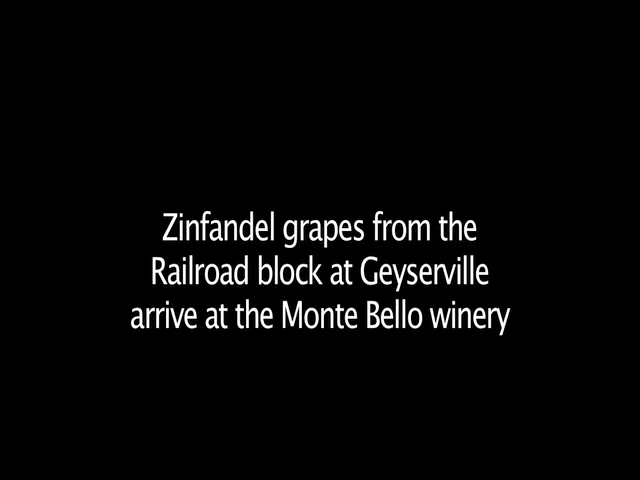 Zinfandel grapes from the
Railroad block at Geyserville
arrive at the Monte Bello winery